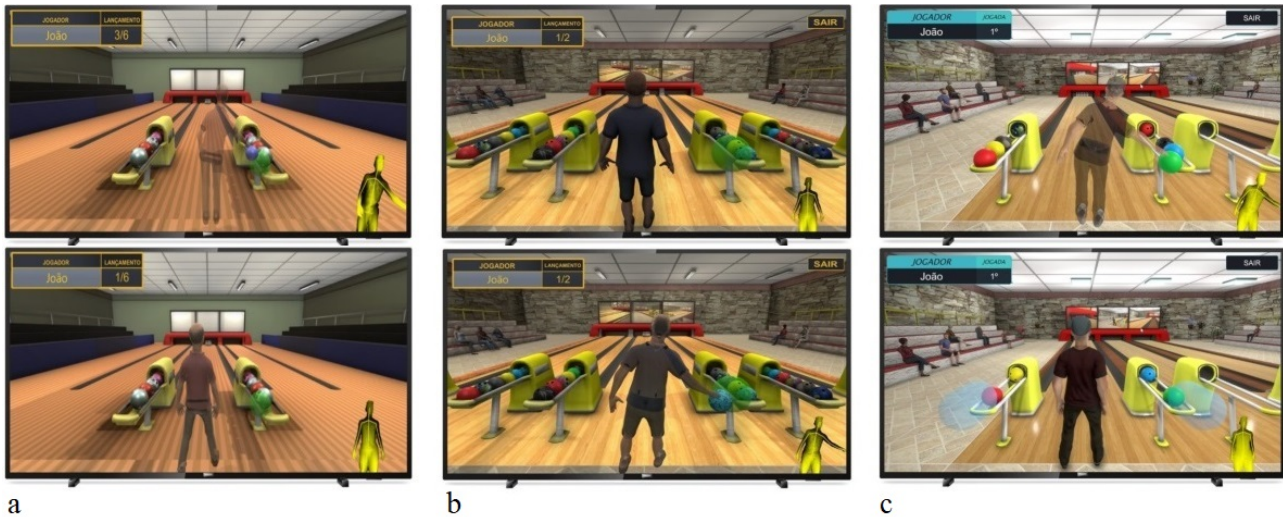 JOGADOR LANÇAMENTO
João 3/6
JOGADOR LANÇAMENTO
João 1/2
SAIR
JOGADOR JOGADA
João 1º
SAIR
JOGADOR LANÇAMENTO
João 1/6
JOGADOR LANÇAMENTO
João 1/2
SAIR
JOGADOR JOGADA
João 1º
SAIR
a
b
c